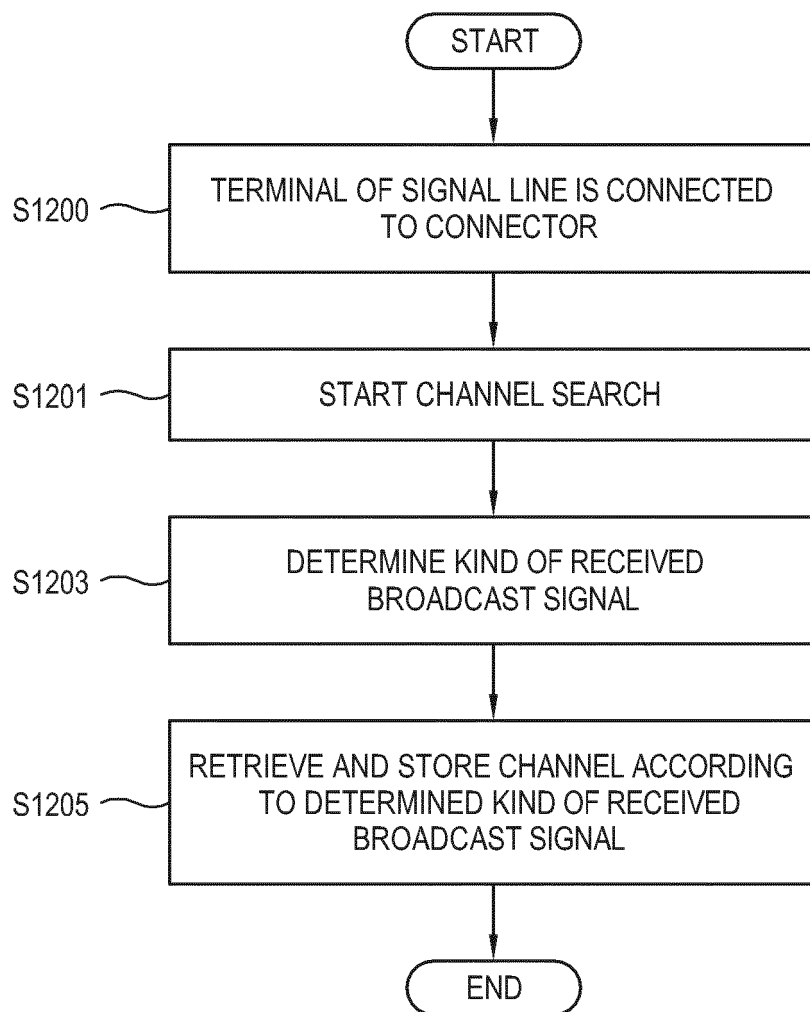 START
S1200
TERMINAL OF SIGNAL LINE IS CONNECTED
TO CONNECTOR
S1201
START CHANNEL SEARCH
S1203
DETERMINE KIND OF RECEIVED
BROADCAST SIGNAL
S1205
RETRIEVE AND STORE CHANNEL ACCORDING
TO DETERMINED KIND OF RECEIVED
BROADCAST SIGNAL
END